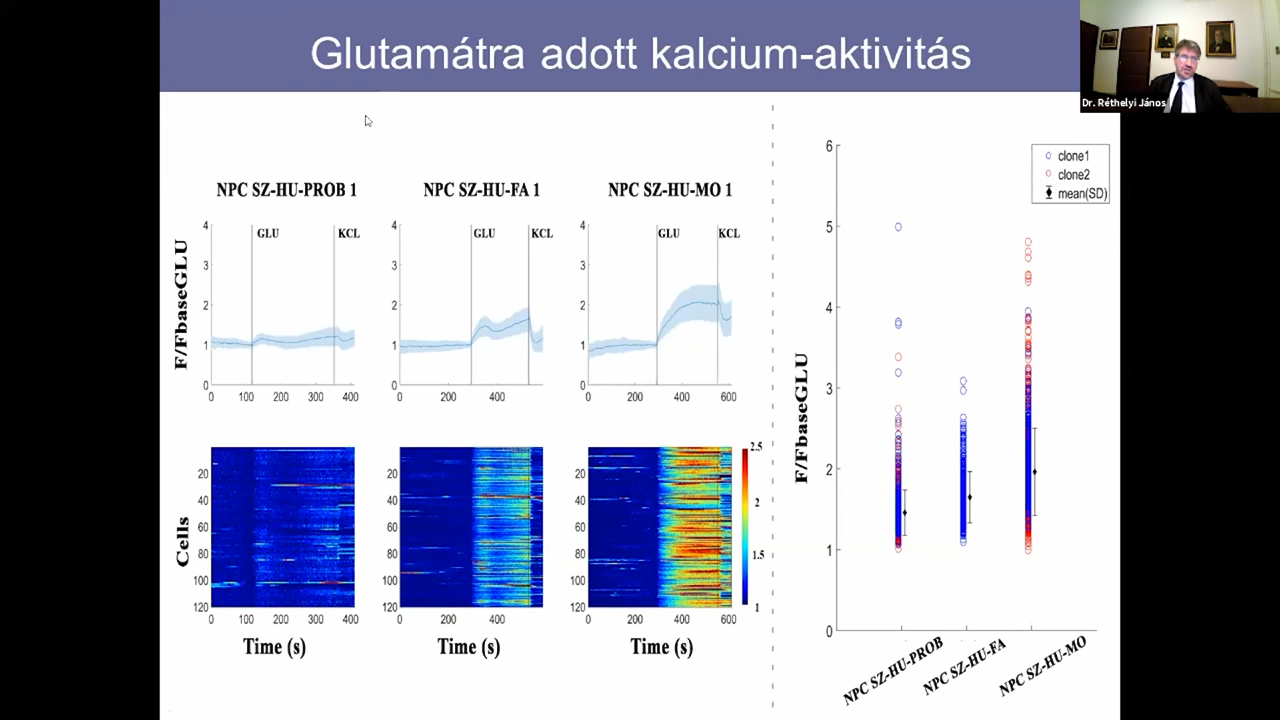 Glutamátra adott kalcium-aktivitás
Dr. Réthelyi János
NPC SZ-HU-PROB 1
NPC SZ-HU-FA 1
NPC SZ-HU-MO 1
F/FbaseGLU
4
3
2
1
0
GLU
KCL
0
100
200
300
400
4
3
2
1
0
GLU
KCL
0
200
400
4
3
2
1
0
GLU
KCL
0
200
400
600
Cells
20
40
60
80
100
120
0
100
200
300
400
Time (s)
20
40
60
80
100
120
0
200
400
Time (s)
20
40
60
80
100
120
0
200
400
600
Time (s)
2.5
2
1.5
1
F/FbaseGLU
6
5
4
3
2
1
0
clone1
clone2
mean(SD)
NPC SZ-HU-PROB
NPC SZ-HU-FA
NPC SZ-HU-MO